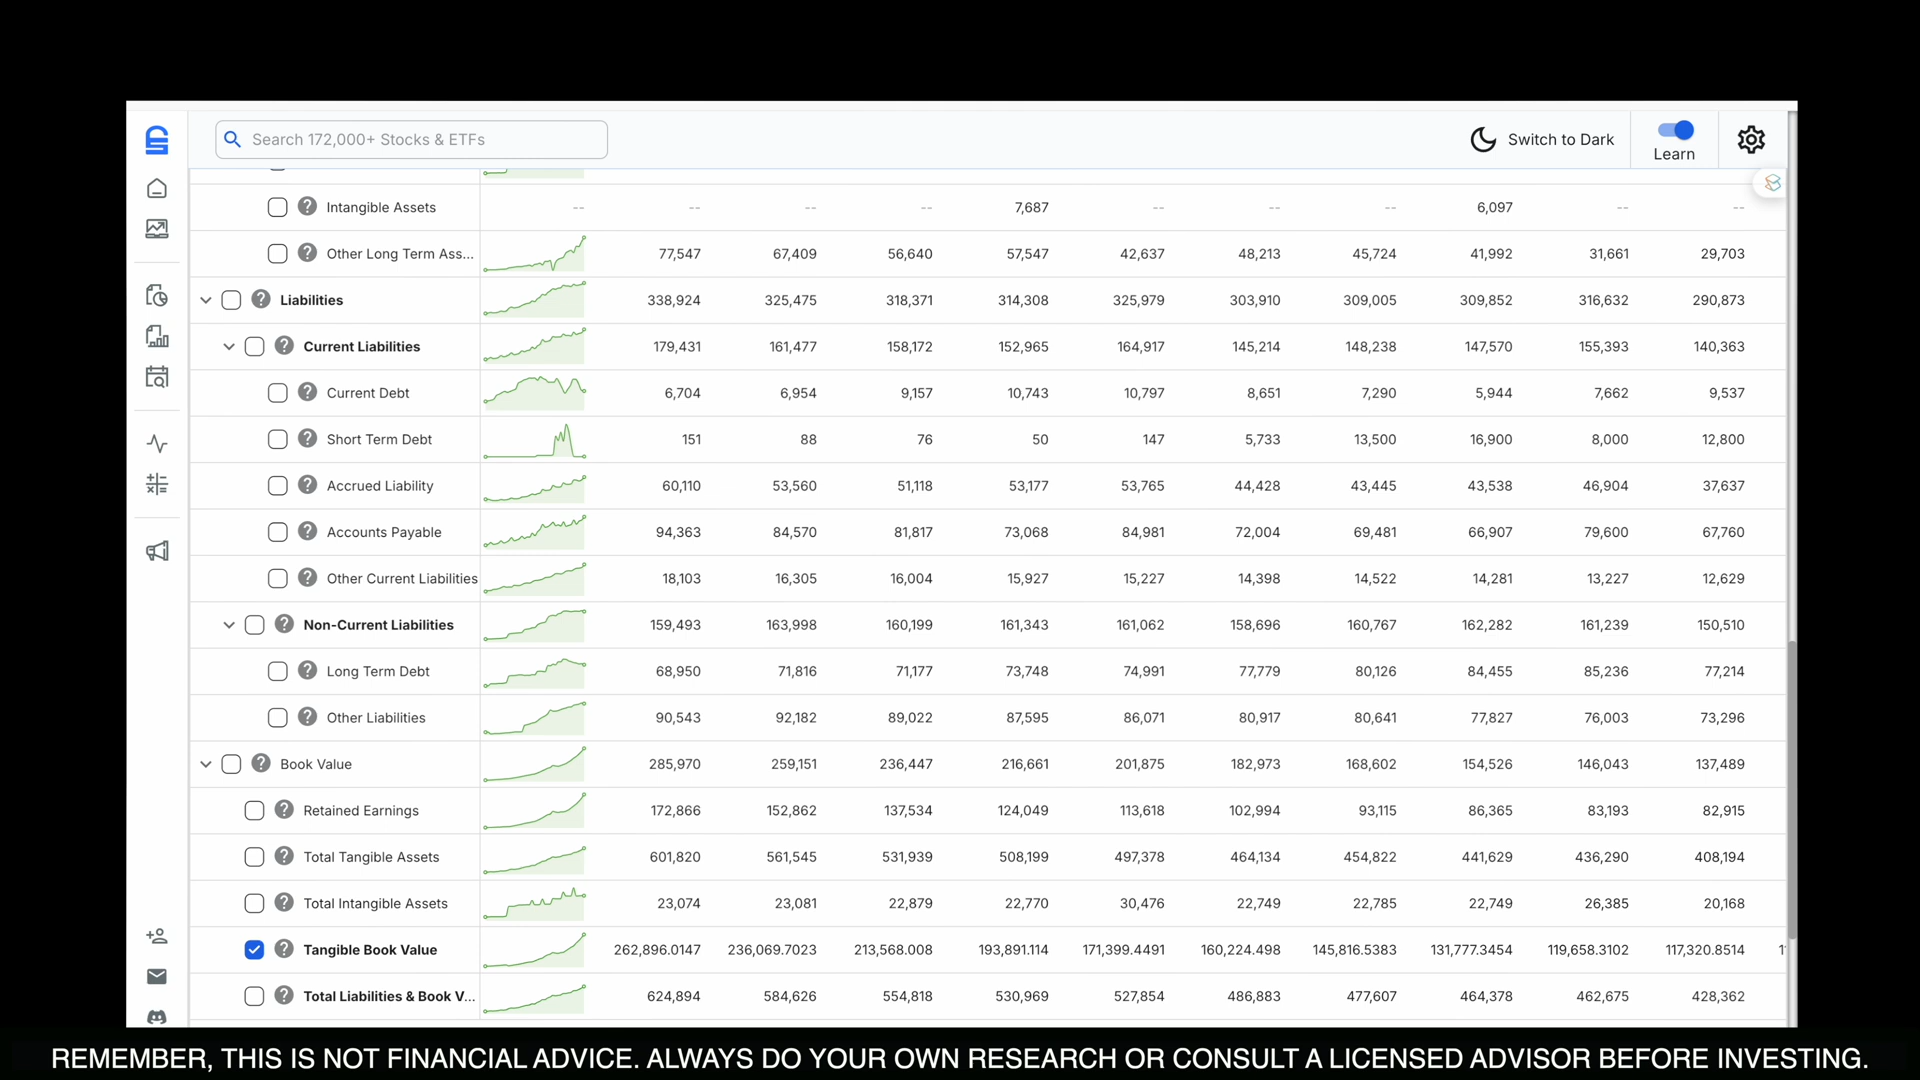 Search 172,000+ Stocks & ETFs
Switch to Dark
Learn
Intangible Assets -- -- -- -- 7,687 -- -- -- 6,097 -- --
Other Long Term Ass... 77,547 67,409 56,640 57,547 42,637 48,213 45,724 41,992 31,661 29,703
Liabilities 338,924 325,475 318,371 314,308 325,979 303,910 309,005 309,852 316,632 290,873
Current Liabilities 179,431 161,477 158,172 152,965 164,917 145,214 148,238 147,570 155,393 140,363
Current Debt 6,704 6,954 9,157 10,743 10,797 8,651 7,290 5,944 7,662 9,537
Short Term Debt 151 88 76 50 147 5,733 13,500 16,900 8,000 12,800
Accrued Liability 60,110 53,560 51,118 53,177 53,765 44,428 43,445 43,538 46,904 37,637
Accounts Payable 94,363 84,570 81,817 73,068 84,981 72,004 69,481 66,907 79,600 67,760
Other Current Liabilities 18,103 16,305 16,004 15,927 15,227 14,398 14,522 14,281 13,227 12,629
Non-Current Liabilities 159,493 163,998 160,199 161,343 161,062 158,696 160,767 162,282 161,239 150,510
Long Term Debt 68,950 71,816 71,177 73,748 74,991 77,779 80,126 84,455 85,236 77,214
Other Liabilities 90,543 92,182 89,022 87,595 86,071 80,917 80,641 77,827 76,003 73,296
Book Value 285,970 259,151 236,447 216,661 201,875 182,973 168,602 154,526 146,043 137,489
Retained Earnings 172,866 152,862 137,534 124,049 113,618 102,994 93,115 86,365 83,193 82,915
Total Tangible Assets 601,820 561,545 531,939 508,199 497,378 464,134 454,822 441,629 436,290 408,194
Total Intangible Assets 23,074 23,081 22,879 22,770 30,476 22,749 22,785 22,749 26,385 20,168
Tangible Book Value 262,896.0147 236,069.7023 213,568.008 193,891.114 171,399.4491 160,224.498 145,816.5383 131,777.3454 119,658.3102 117,320.8514
Total Liabilities & Book V... 624,894 584,626 554,818 530,969 527,854 486,883 477,607 464,378 462,675 428,362
REMEMBER, THIS IS NOT FINANCIAL ADVICE. ALWAYS DO YOUR OWN RESEARCH OR CONSULT A LICENSED ADVISOR BEFORE INVESTING.